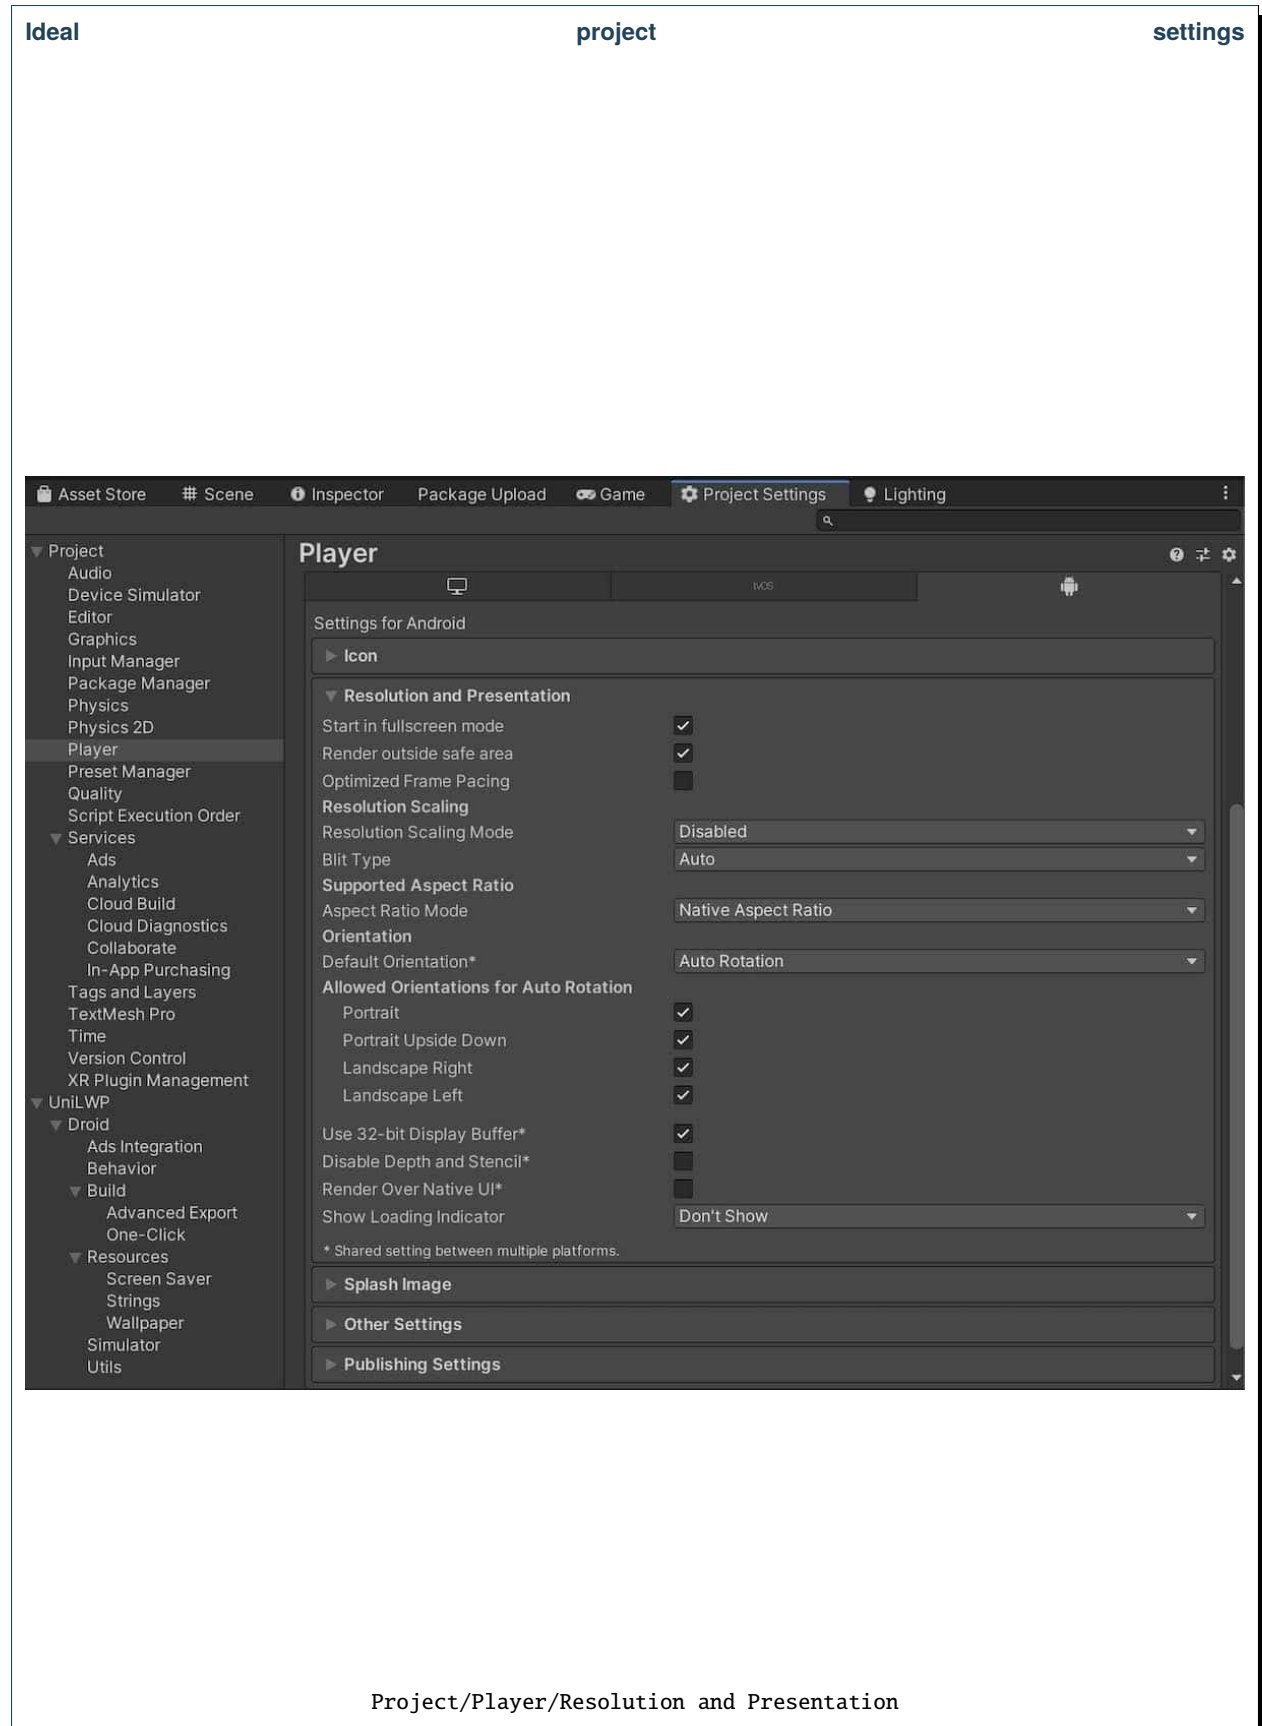 Ideal project settings
Asset Store Scene Inspector Package Upload Game Project Settings Lighting
Project
Audio
Device Simulator
Editor
Graphics
Input Manager
Package Manager
Physics
Physics 2D
Player
Preset Manager
Quality
Script Execution Order
Services
Ads
Analytics
Cloud Build
Cloud Diagnostics
Collaborate
In-App Purchasing
Tags and Layers
TextMesh Pro
Time
Version Control
XR Plugin Management
UniLWP
Droid
Ads Integration
Behavior
Build
Advanced Export
One-Click
Resources
Screen Saver
Strings
Wallpaper
Simulator
Utils
Player
tvOS
Settings for Android
Icon
Resolution and Presentation
Start in fullscreen mode
Render outside safe area
Optimized Frame Pacing
Resolution Scaling
Resolution Scaling Mode Disabled
Blit Type Auto
Supported Aspect Ratio
Aspect Ratio Mode Native Aspect Ratio
Orientation
Default Orientation* Auto Rotation
Allowed Orientations for Auto Rotation
Portrait
Portrait Upside Down
Landscape Right
Landscape Left
Use 32-bit Display Buffer*
Disable Depth and Stencil*
Render Over Native UI*
Show Loading Indicator Don't Show
* Shared setting between multiple platforms.
Splash Image
Other Settings
Publishing Settings
Project/Player/Resolution and Presentation